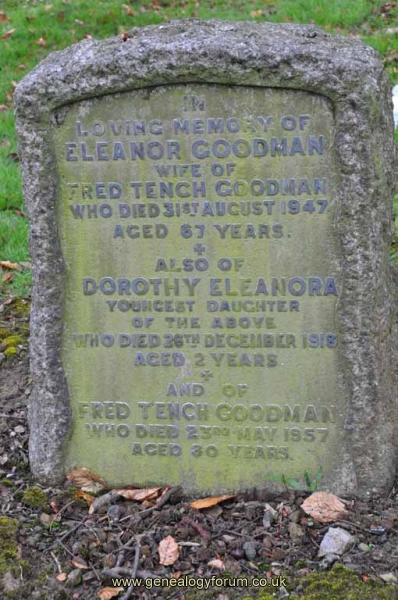 IN
LOVING MEMORY OF
ELEANOR GOODMAN
WIFE OF
FRED TENCH GOODMAN
WHO DIED 31ST AUGUST 1947
AGED 67 YEARS.
ALSO OF
DOROTHY ELEANORA
YOUNGEST DAUGHTER
OF THE ABOVE
WHO DIED 26TH DECEMBER 1918
AGED 2 YEARS
AND OF
FRED TENCH GOODMAN
WHO DIED 23RD MAY 1957
AGED 80 YEARS.
www.genealogyforum.co.uk